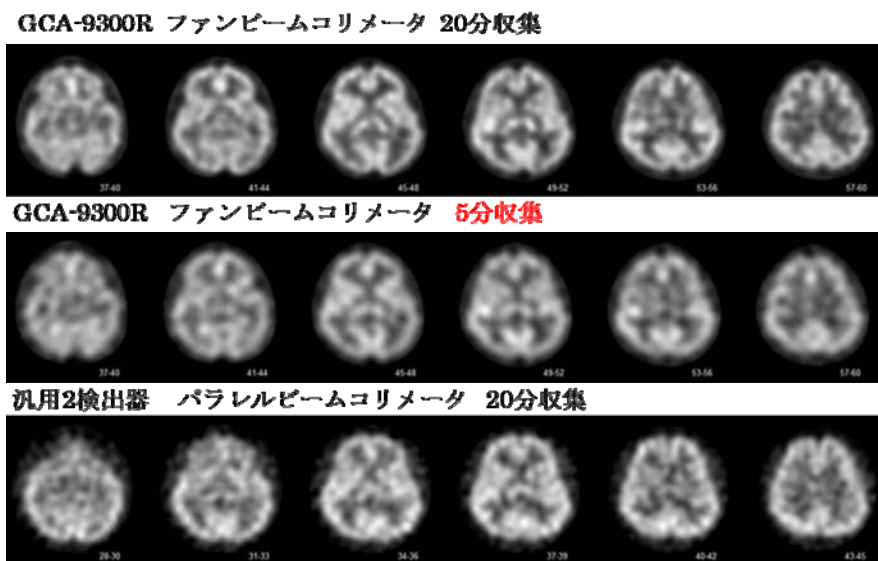 GCA-9300R ファンビームコリメータ 20分収集
37-40 41-44 45-48 49-52 53-56 57-60
GCA-9300R ファンビームコリメータ 5分収集
37-40 41-44 45-48 49-52 53-56 57-60
汎用2検出器 パラレルビームコリメータ 20分収集
28-30 31-33 34-36 37-39 40-42 43-45